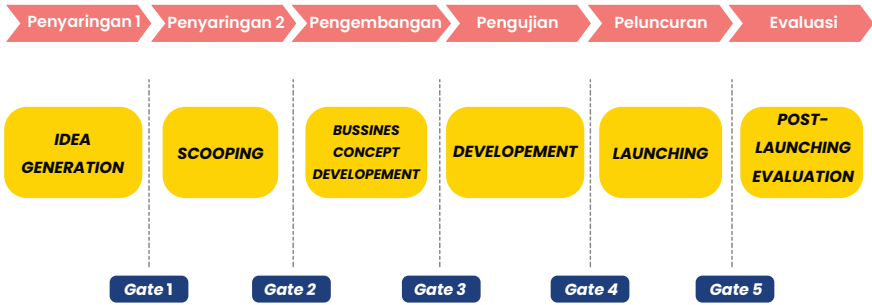 Penyaringan 1
Penyaringan 2
Pengembangan
Pengujian
Peluncuran
Evaluasi
IDEA
GENERATION
SCOOPING
BUSSINES
CONCEPT
DEVELOPEMENT
DEVELOPEMENT
LAUNCHING
POST-
LAUNCHING
EVALUATION
Gate 1
Gate 2
Gate 3
Gate 4
Gate 5